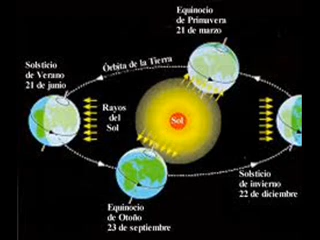 Equinocio
de Primavera
21 de marzo
Solsticio
de Verano
21 de junio
Órbita de la Tierra
Rayos
del
Sol
Sol
Solsticio
de invierno
22 de diciembre
Equinocio
de Otoño
23 de septiembre